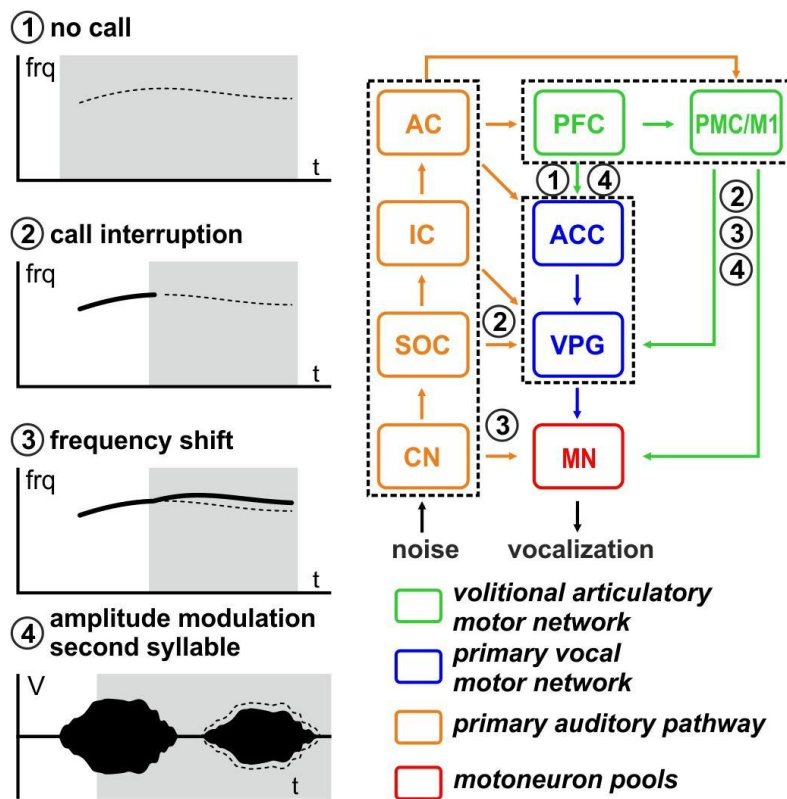 ① no call
frq
t
② call interruption
frq
t
③ frequency shift
frq
t
④ amplitude modulation
second syllable
V
t
AC
PFC
PMC/M1
① ④
②
③
④
IC
ACC
SOC
②
VPG
③
CN
MN
noise
vocalization
volitional articulatory
motor network
primary vocal
motor network
primary auditory pathway
motoneuron pools